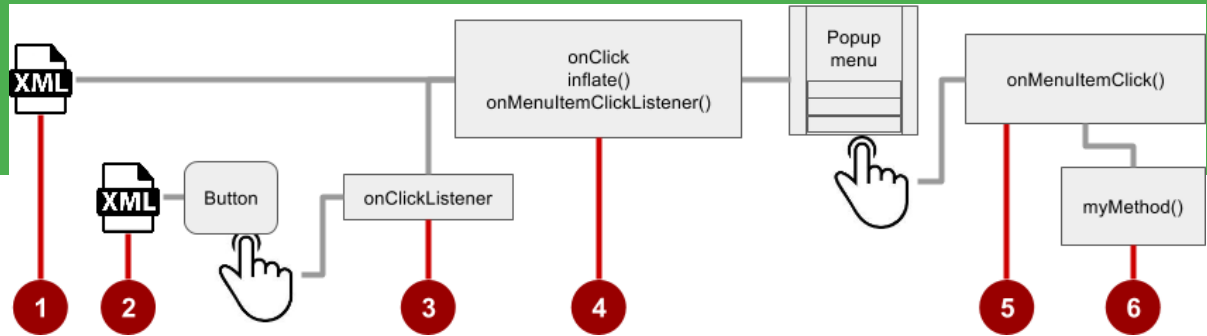 XML
XML
Button
onClickListener
onClick
inflate()
onMenuItemClickListener()
Popup
menu
onMenuItemClick()
myMethod()
1
2
3
4
5
6